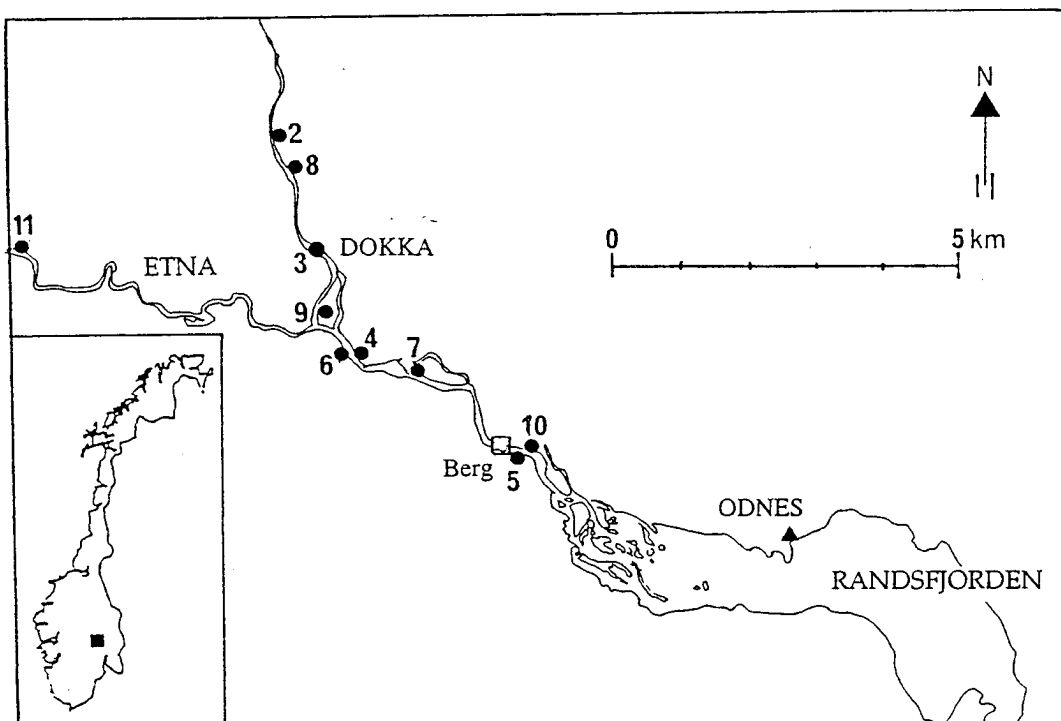 N
2
8
0 5 km
11
ETNA
3
DOKKA
9
6
4
7
10
Berg
5
ODNES
RANDSFJORDEN